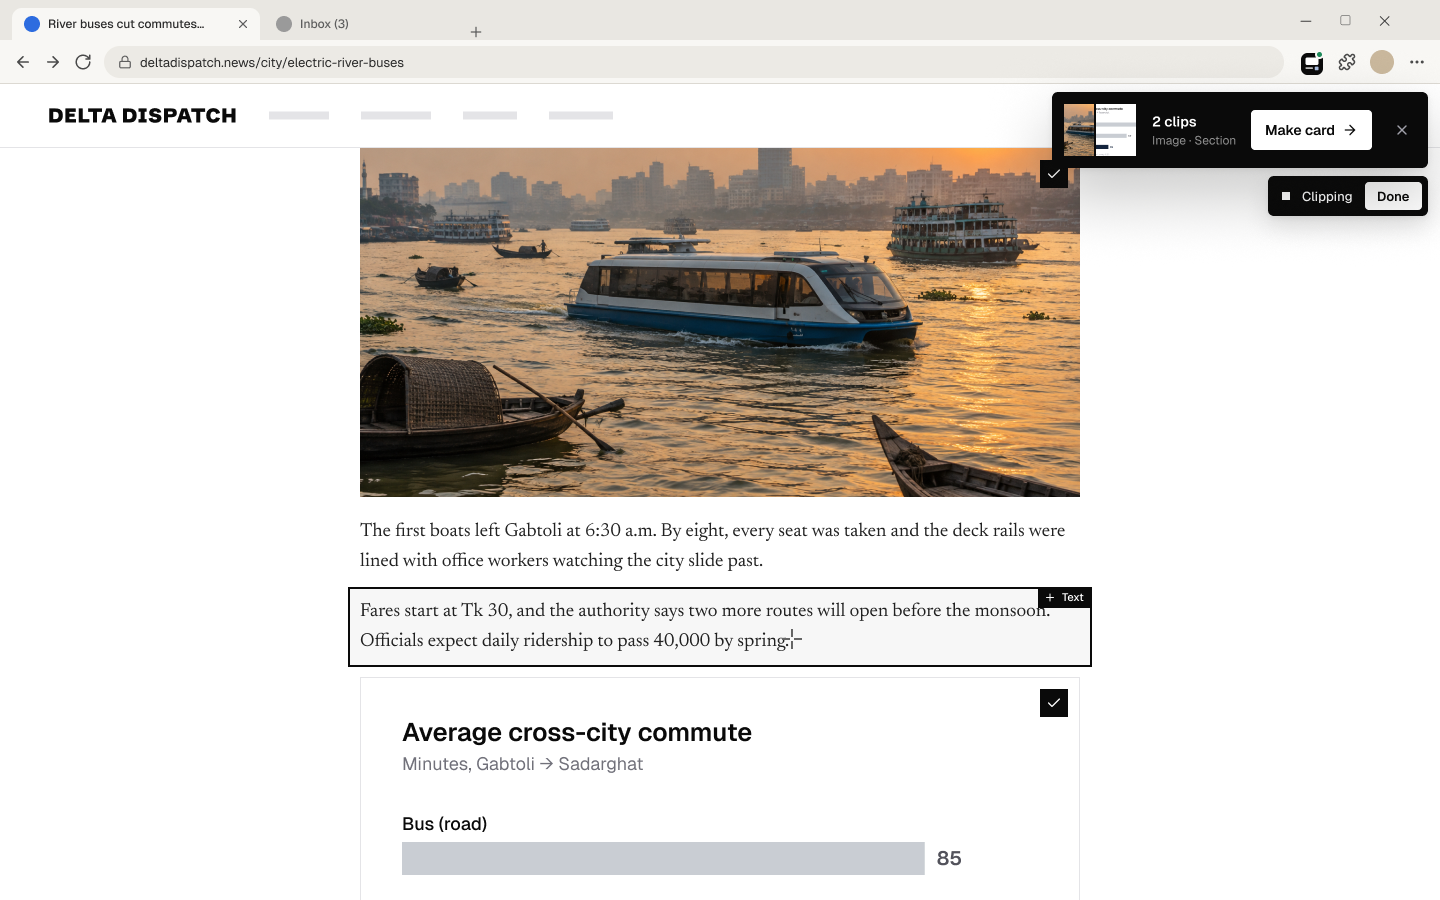 River buses cut commutes…
Inbox (3)
deltadispatch.news/city/electric-river-buses
DELTA DISPATCH
2 clips
Image · Section
Make card →
Clipping
Done
The first boats left Gabtoli at 6:30 a.m. By eight, every seat was taken and the deck rails were
lined with office workers watching the city slide past.
+ Text
Fares start at Tk 30, and the authority says two more routes will open before the monsoon.
Officials expect daily ridership to pass 40,000 by spring.
Average cross-city commute
Minutes, Gabtoli → Sadarghat
Bus (road)
85